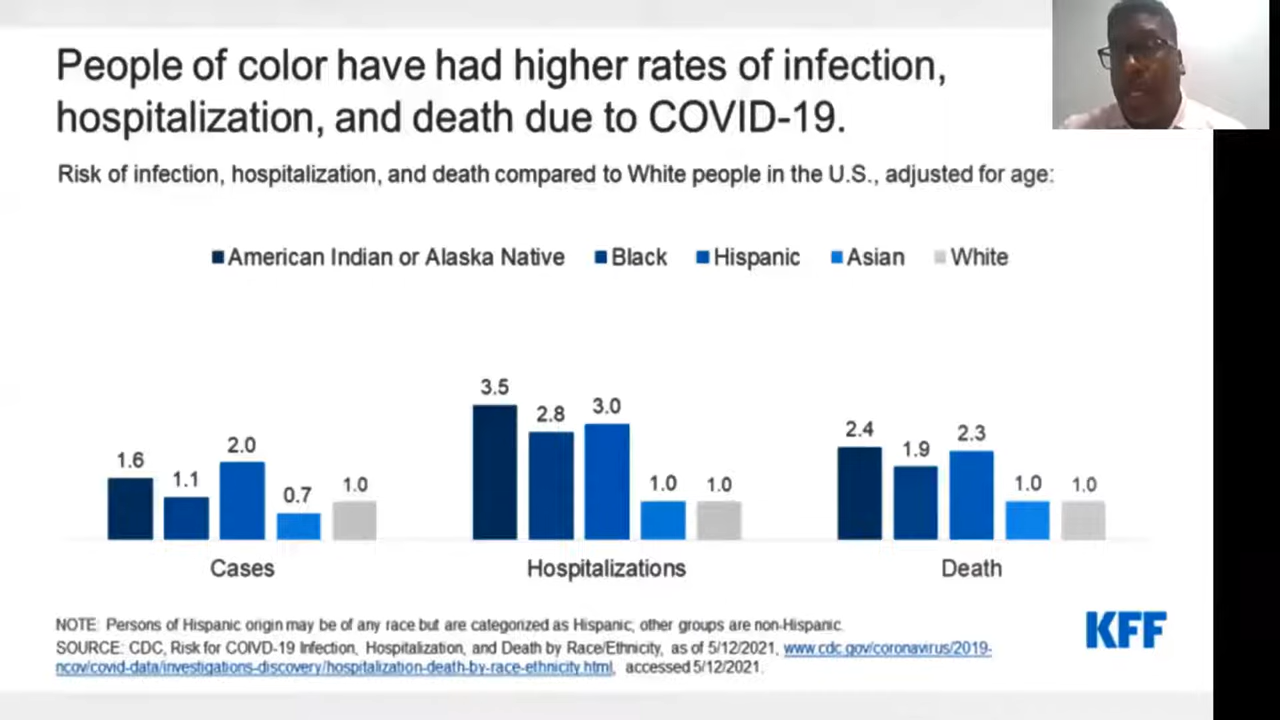 People of color have had higher rates of infection,
hospitalization, and death due to COVID-19.
Risk of infection, hospitalization, and death compared to White people in the U.S., adjusted for age:
American Indian or Alaska Native Black Hispanic Asian White
1.6 1.1 2.0 0.7 1.0
3.5 2.8 3.0 1.0 1.0
2.4 1.9 2.3 1.0 1.0
Cases Hospitalizations Death
NOTE: Persons of Hispanic origin may be of any race but are categorized as Hispanic; other groups are non-Hispanic.
SOURCE: CDC, Risk for COIVD-19 Infection, Hospitalization, and Death by Race/Ethnicity, as of 5/12/2021, www.cdc.gov/coronavirus/2019-
ncov/covid-data/investigations-discovery/hospitalization-death-by-race-ethnicity.html, accessed 5/12/2021.
KFF